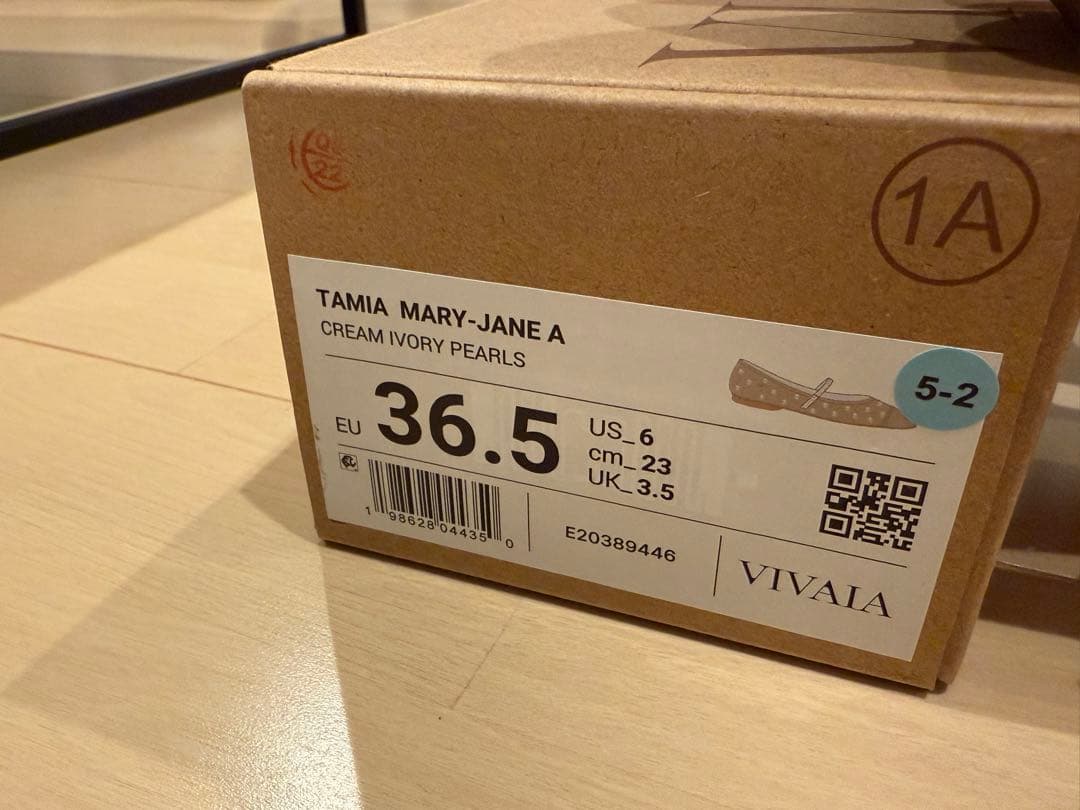 1A
TAMIA MARY-JANE A
CREAM IVORY PEARLS
5-2
EU 36.5
US_6
cm_23
UK_3.5
1 98628 04435 0
E20389446
VIVAIA